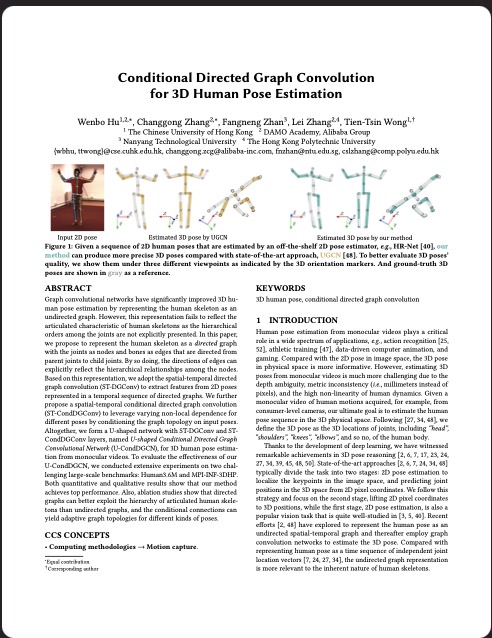 Conditional Directed Graph Convolution
for 3D Human Pose Estimation
Wenbo Hu1,2,*, Changgong Zhang2,*, Fangneng Zhan3, Lei Zhang2,4, Tien-Tsin Wong1,†
1 The Chinese University of Hong Kong 2 DAMO Academy, Alibaba Group
3 Nanyang Technological University 4 The Hong Kong Polytechnic University
{wbhu, ttwong}@cse.cuhk.edu.hk, changgong.zcg@alibaba-inc.com, fnzhan@ntu.edu.sg, cslzhang@comp.polyu.edu.hk
Input 2D pose
Estimated 3D pose by UGCN
Estimated 3D pose by our method
Figure 1: Given a sequence of 2D human poses that are estimated by an off-the-shelf 2D pose estimator, e.g., HR-Net [40], our
method can produce more precise 3D poses compared with state-of-the-art approach, UGCN [48]. To better evaluate 3D poses'
quality, we show them under three different viewpoints as indicated by the 3D orientation markers. And ground-truth 3D
poses are shown in gray as a reference.
ABSTRACT
Graph convolutional networks have significantly improved 3D hu-
man pose estimation by representing the human skeleton as an
undirected graph. However, this representation fails to reflect the
articulated characteristic of human skeletons as the hierarchical
orders among the joints are not explicitly presented. In this paper,
we propose to represent the human skeleton as a directed graph
with the joints as nodes and bones as edges that are directed from
parent joints to child joints. By so doing, the directions of edges can
explicitly reflect the hierarchical relationships among the nodes.
Based on this representation, we adopt the spatial-temporal directed
graph convolution (ST-DGConv) to extract features from 2D poses
represented in a temporal sequence of directed graphs. We further
propose a spatial-temporal conditional directed graph convolution
(ST-CondDGConv) to leverage varying non-local dependence for
different poses by conditioning the graph topology on input poses.
Altogether, we form a U-shaped network with ST-DGConv and ST-
CondDGConv layers, named U-shaped Conditional Directed Graph
Convolutional Network (U-CondDGCN), for 3D human pose estima-
tion from monocular videos. To evaluate the effectiveness of our
U-CondDGCN, we conducted extensive experiments on two chal-
lenging large-scale benchmarks: Human3.6M and MPI-INF-3DHP.
Both quantitative and qualitative results show that our method
achieves top performance. Also, ablation studies show that directed
graphs can better exploit the hierarchy of articulated human skele-
tons than undirected graphs, and the conditional connections can
yield adaptive graph topologies for different kinds of poses.
CCS CONCEPTS
• Computing methodologies → Motion capture.
*Equal contribution
†Corresponding author
KEYWORDS
3D human pose, conditional directed graph convolution
1 INTRODUCTION
Human pose estimation from monocular videos plays a critical
role in a wide spectrum of applications, e.g., action recognition [25,
52], athletic training [47], data-driven computer animation, and
gaming. Compared with the 2D pose in image space, the 3D pose
in physical space is more informative. However, estimating 3D
poses from monocular videos is much more challenging due to the
depth ambiguity, metric inconsistency (i.e., millimeters instead of
pixels), and the high non-linearity of human dynamics. Given a
monocular video of human motions acquired, for example, from
consumer-level cameras, our ultimate goal is to estimate the human
pose sequence in the 3D physical space. Following [27, 34, 48], we
define the 3D pose as the 3D locations of joints, including "head",
"shoulders", "knees", "elbows", and so no, of the human body.
Thanks to the development of deep learning, we have witnessed
remarkable achievements in 3D pose reasoning [2, 6, 7, 17, 23, 24,
27, 34, 39, 45, 48, 50]. State-of-the-art approaches [2, 6, 7, 24, 34, 48]
typically divide the task into two stages: 2D pose estimation to
localize the keypoints in the image space, and predicting joint
positions in the 3D space from 2D pixel coordinates. We follow this
strategy and focus on the second stage, lifting 2D pixel coordinates
to 3D positions, while the first stage, 2D pose estimation, is also a
popular vision task that is quite well-studied in [3, 5, 40]. Recent
efforts [2, 48] have explored to represent the human pose as an
undirected spatial-temporal graph and therefore employ graph
convolution networks to estimate the 3D pose. Compared with
representing human pose as a time sequence of independent joint
location vectors [7, 24, 27, 34], the undirected graph representation
is more relevant to the inherent nature of human skeletons.